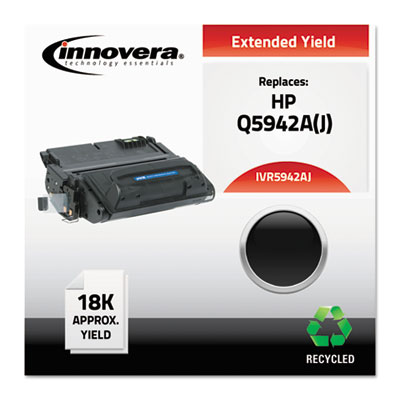 innovera®
technology essentials
Extended Yield
Replaces:
HP
Q5942A(J)
IVR5942AJ
18K
APPROX.
YIELD
RECYCLED